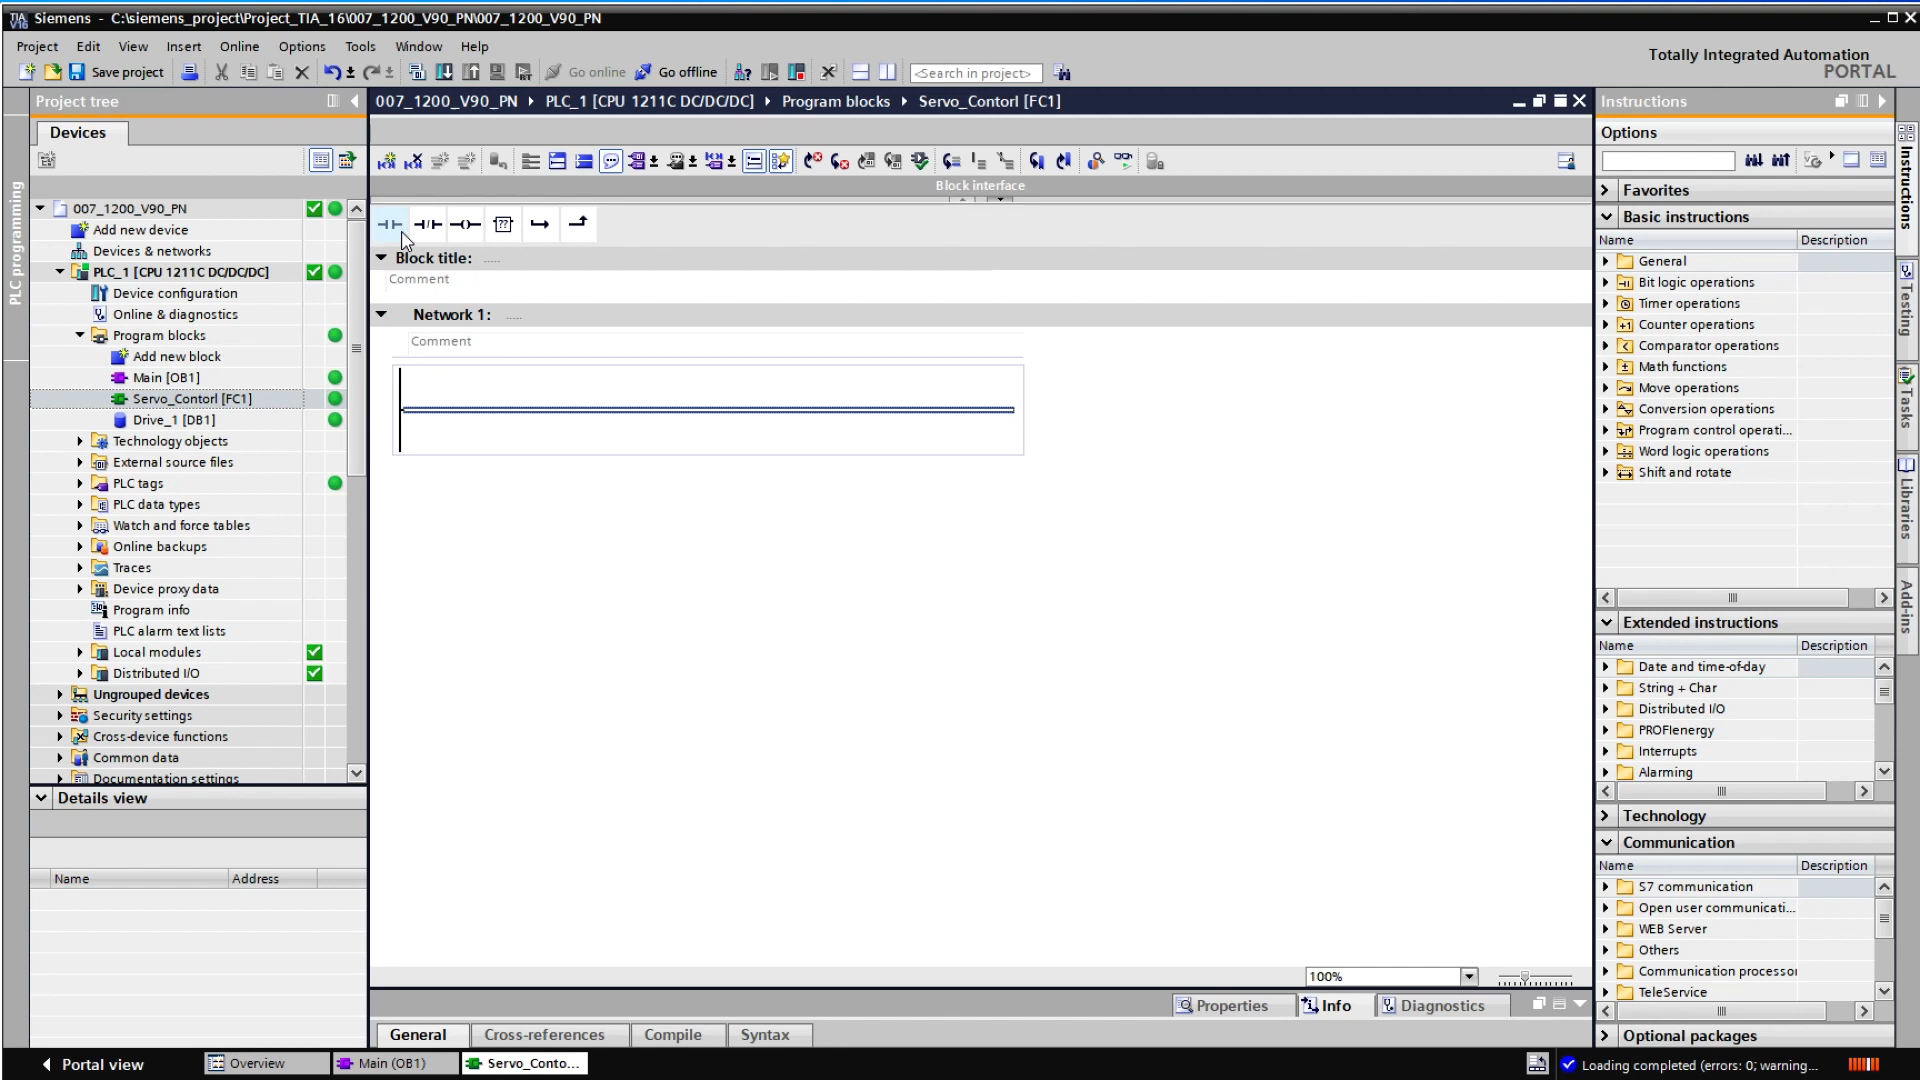 Siemens - C:\siemens_project\Project_TIA_16\007_1200_V90_PN\007_1200_V90_PN
Project Edit View Insert Online Options Tools Window Help
Totally Integrated Automation
PORTAL
Save project
Go online
Go offline
<Search in project>
Project tree
007_1200_V90_PN
PLC_1 [CPU 1211C DC/DC/DC]
Program blocks
Servo_Contorl [FC1]
Instructions
Devices
Options
Block interface
PLC programming
007_1200_V90_PN
Add new device
Devices & networks
PLC_1 [CPU 1211C DC/DC/DC]
Device configuration
Online & diagnostics
Program blocks
Add new block
Main [OB1]
Servo_Contorl [FC1]
Drive_1 [DB1]
Technology objects
External source files
PLC tags
PLC data types
Watch and force tables
Online backups
Traces
Device proxy data
Program info
PLC alarm text lists
Local modules
Distributed I/O
Ungrouped devices
Security settings
Cross-device functions
Common data
Documentation settings
Details view
Name Address
??
Block title: .....
Comment
Network 1: .....
Comment
100%
Properties
Info
Diagnostics
General
Cross-references
Compile
Syntax
Favorites
Basic instructions
Name Description
General
Bit logic operations
Timer operations
Counter operations
Comparator operations
Math functions
Move operations
Conversion operations
Program control operati...
Word logic operations
Shift and rotate
Extended instructions
Name Description
Date and time-of-day
String + Char
Distributed I/O
PROFIenergy
Interrupts
Alarming
Technology
Communication
Name Description
S7 communication
Open user communicati...
WEB Server
Others
Communication processor
TeleService
Optional packages
Instructions
Testing
Tasks
Libraries
Add-ins
Portal view
Overview
Main (OB1)
Servo_Conto...
Loading completed (errors: 0; warning...